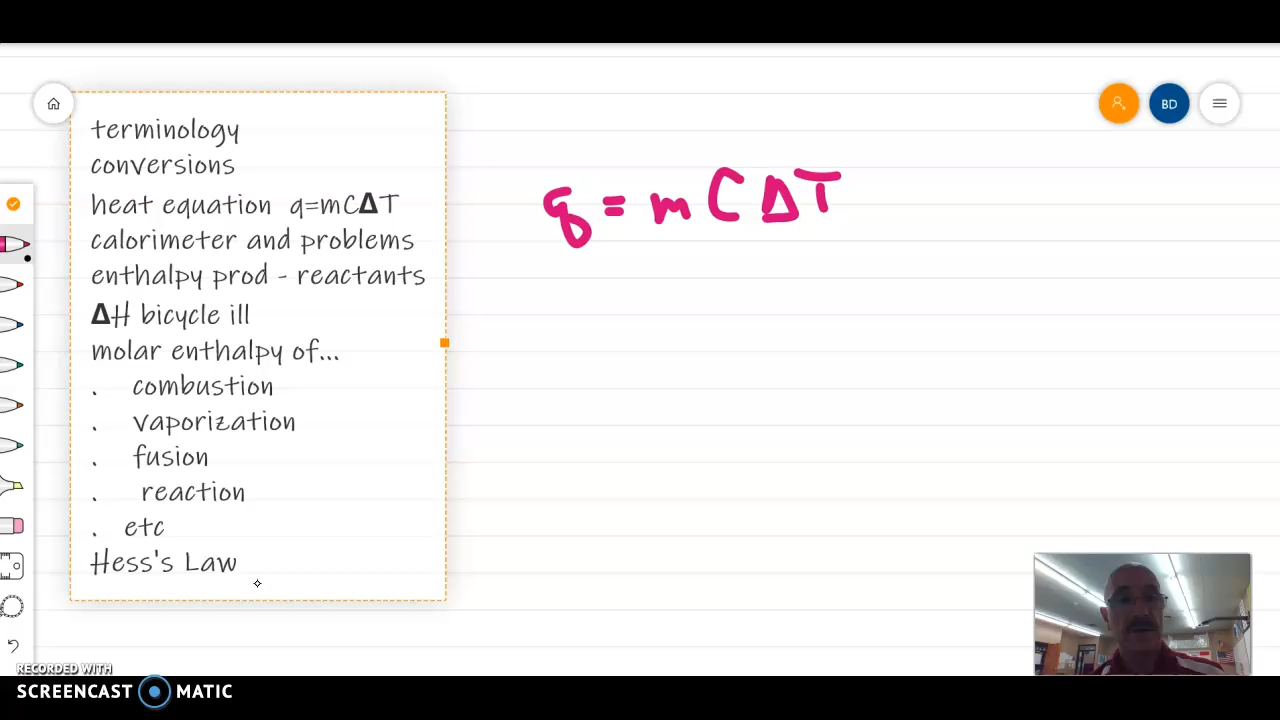 terminology
conversions
heat equation q=mCΔT
calorimeter and problems
enthalpy prod - reactants
ΔH bicycle ill
molar enthalpy of...
. combustion
. vaporization
. fusion
. reaction
. etc
Hess's Law
q = m C Δ T
BD
RECORDED WITH
SCREENCAST MATIC